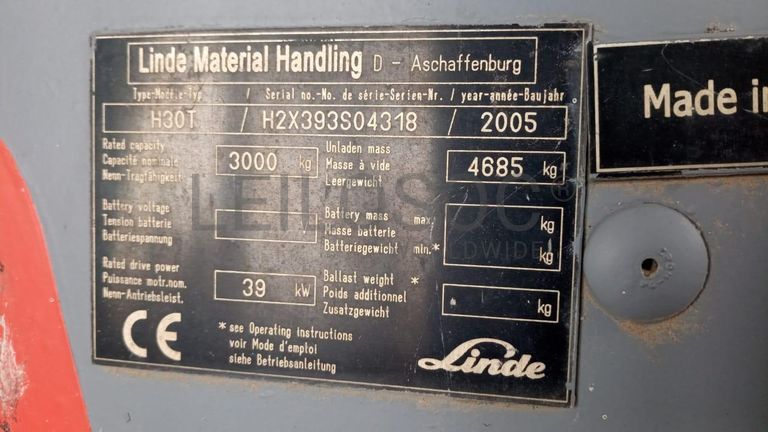 Linde Material Handling D - Aschaffenburg
Type-Modèle-Typ / Serial no.-No. de série-Serien-Nr. / year-année-Baujahr
H30T / H2X393S04318 / 2005
Rated capacity
Capacité nominale
Nenn-Tragfähigkeit
3000 kg
Unladen mass
Masse à vide
Leergewicht
4685 kg
Battery voltage
Tension batterie
Batteriespannung
V
Battery mass max.
Masse batterie
Batteriegewicht min.*
kg
kg
Rated drive power
Puissance motr.nom.
Nenn-Antriebsleist.
39 kW
Ballast weight *
Poids additionnel
Zusatzgewicht
- kg
CE
* see Operating instructions
voir Mode d'emploi
siehe Betriebsanleitung
Linde
Made in
LEILOSOC®
WORLDWIDE